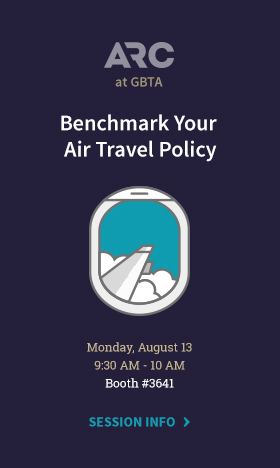 ARC
at GBTA
Benchmark Your
Air Travel Policy
Monday, August 13
9:30 AM - 10 AM
Booth #3641
SESSION INFO